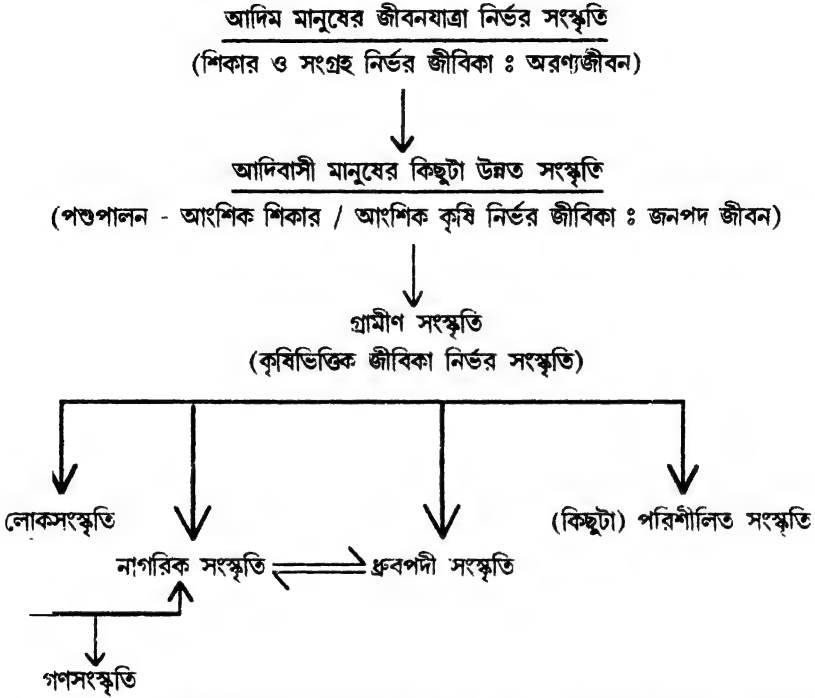 আদিম মানুষের জীবনযাত্রা নির্ভর সংস্কৃতি
(শিকার ও সংগ্রহ নির্ভর জীবিকা ঃ অরণ্যজীবন)
আদিবাসী মানুষের কিছুটা উন্নত সংস্কৃতি
(পশুপালন - আংশিক শিকার / আংশিক কৃষি নির্ভর জীবিকা ঃ জনপদ জীবন)
গ্রামীণ সংস্কৃতি
(কৃষিভিত্তিক জীবিকা নির্ভর সংস্কৃতি)
লোকসংস্কৃতি
(কিছুটা) পরিশীলিত সংস্কৃতি
নাগরিক সংস্কৃতি
ধ্রুবপদী সংস্কৃতি
গণসংস্কৃতি